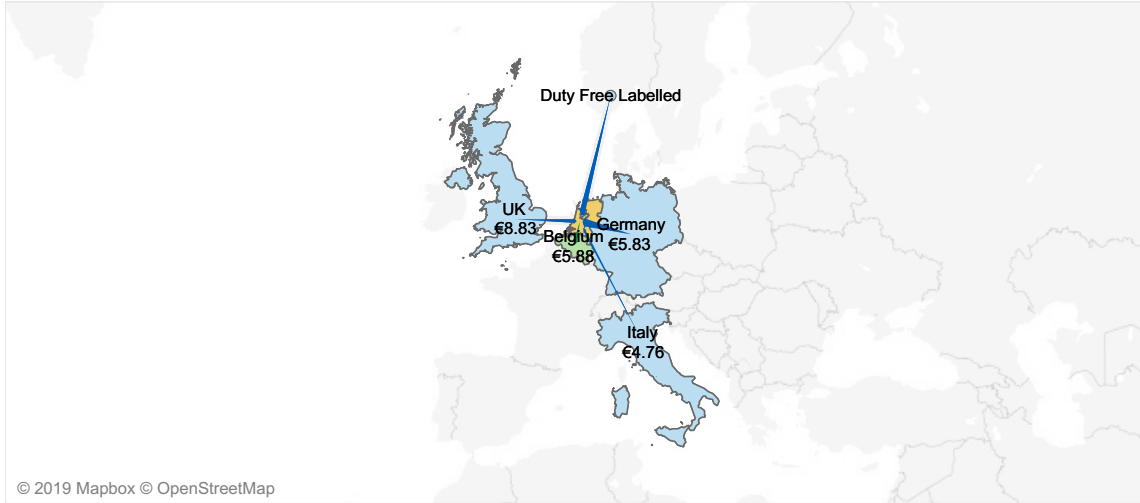 Duty Free Labelled
UK
€8.83
Germany
€5.83
Belgium
€5.88
Italy
€4.76
© 2019 Mapbox © OpenStreetMap